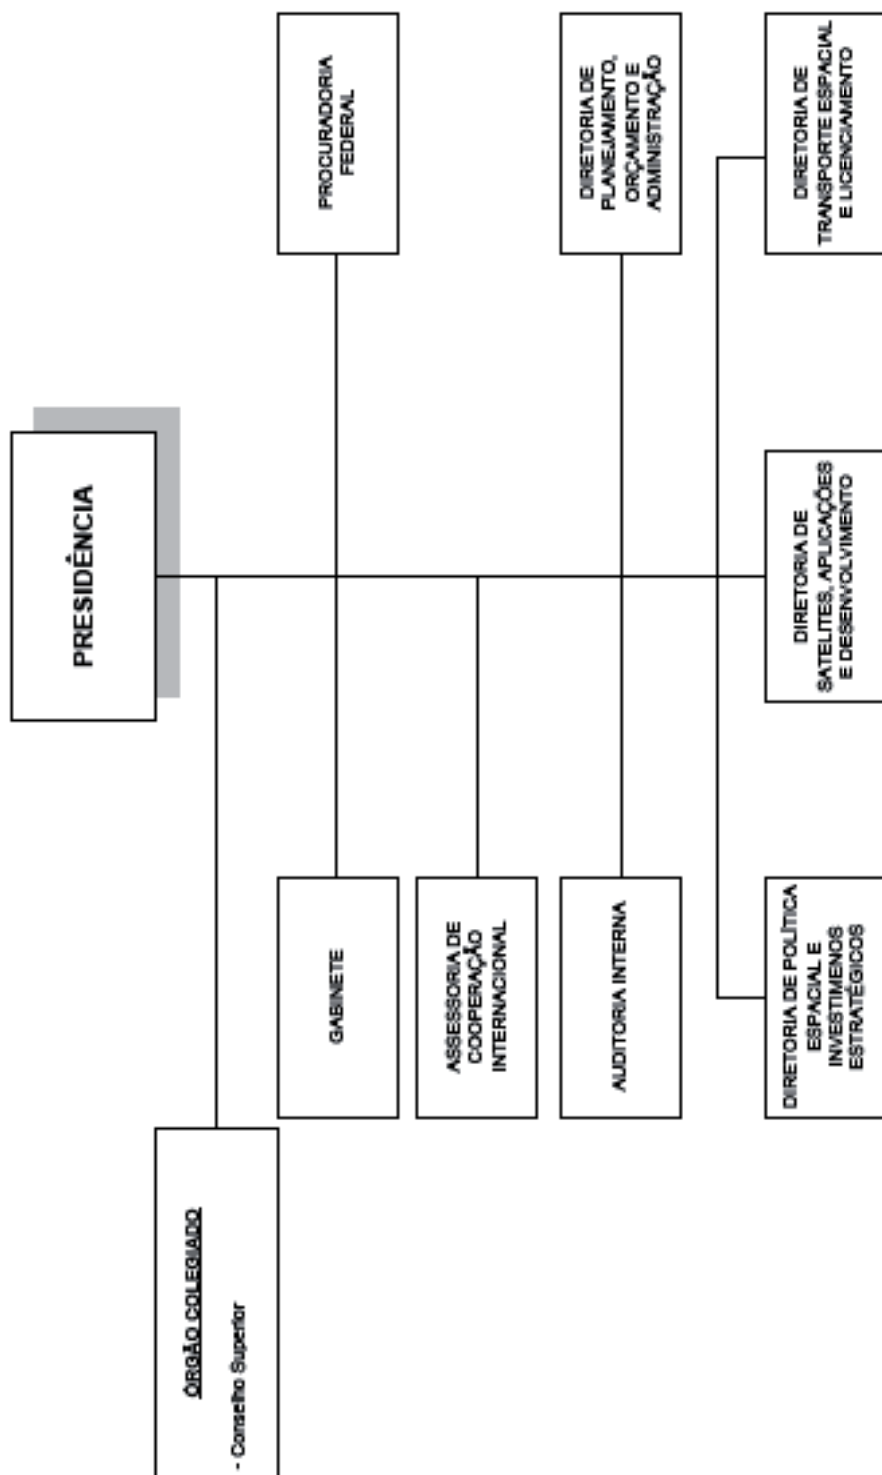 PRESIDÊNCIA
ÓRGÃO COLEGIADO
- Conselho Superior
GABINETE
PROCURADORIA
FEDERAL
ASSESSORIA DE
COOPERAÇÃO
INTERNACIONAL
AUDITORIA INTERNA
DIRETORIA DE
PLANEJAMENTO,
ORÇAMENTO E
ADMINISTRAÇÃO
DIRETORIA DE POLÍTICA
ESPACIAL E
INVESTIMENOS
ESTRATÉGICOS
DIRETORIA DE
SATELITES, APLICAÇÕES
E DESENVOLVIMENTO
DIRETORIA DE
TRANSPORTE ESPACIAL
E LICENCIAMENTO